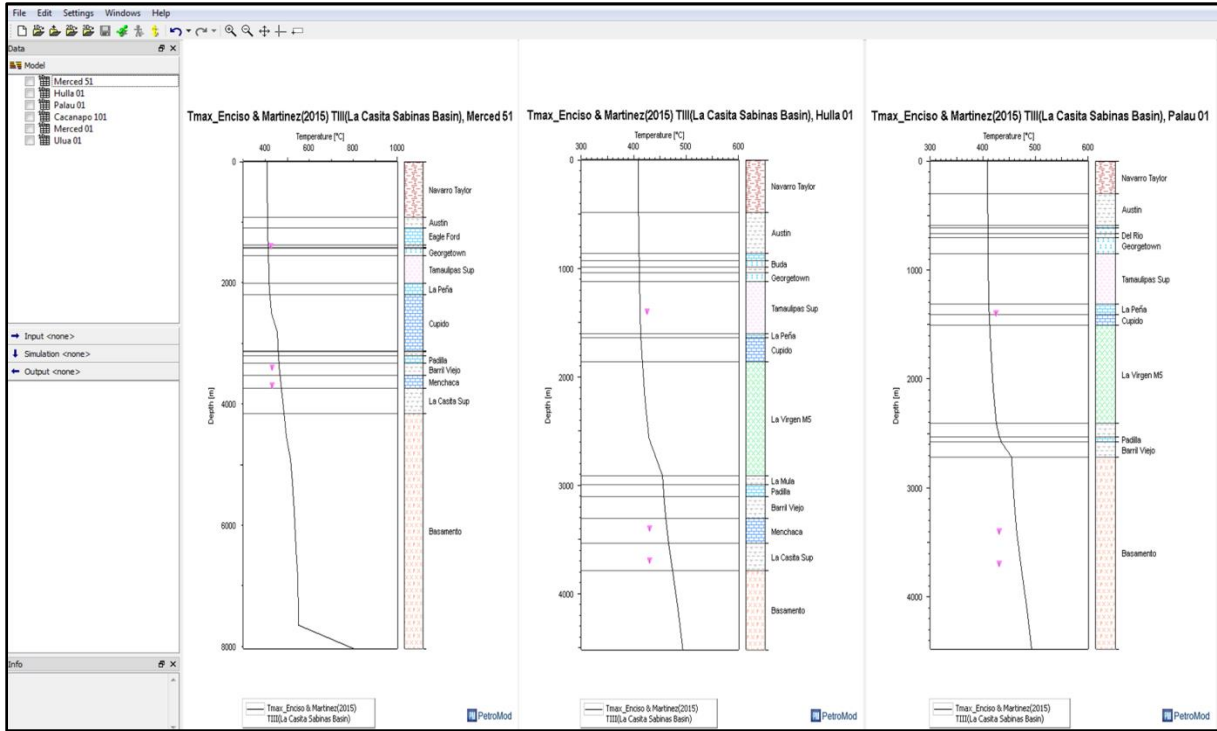 File Edit Settings Windows Help
Data
Model
Merced 51
Hulla 01
Palau 01
Cacanapo 101
Merced 01
Ulua 01
Input <none>
Simulation <none>
Output <none>
Info
Tmax_Enciso & Martinez(2015) TIII(La Casita Sabinas Basin), Merced 51
Temperature [°C]
400 600 800 1000
Depth [m]
0
2000
4000
6000
8000
Navarro Taylor
Austin
Eagle Ford
Georgetown
Tamaulipas Sup
La Peña
Cupido
Padilla
Barril Viejo
Menchaca
La Casita Sup
Basamento
Tmax_Enciso & Martinez(2015)
TIII(La Casita Sabinas Basin)
PetroMod
Tmax_Enciso & Martinez(2015) TIII(La Casita Sabinas Basin), Hulla 01
Temperature [°C]
300 400 500 600
Depth [m]
0
1000
2000
3000
4000
Navarro Taylor
Austin
Buda
Georgetown
Tamaulipas Sup
La Peña
Cupido
La Virgen M5
La Mula
Padilla
Barril Viejo
Menchaca
La Casita Sup
Basamento
Tmax_Enciso & Martinez(2015)
TIII(La Casita Sabinas Basin)
PetroMod
Tmax_Enciso & Martinez(2015) TIII(La Casita Sabinas Basin), Palau 01
Temperature [°C]
300 400 500 600
Depth [m]
0
1000
2000
3000
4000
Navarro Taylor
Austin
Del Rio
Georgetown
Tamaulipas Sup
La Peña
Cupido
La Virgen M5
Padilla
Barril Viejo
Basamento
Tmax_Enciso & Martinez(2015)
TIII(La Casita Sabinas Basin)
PetroMod